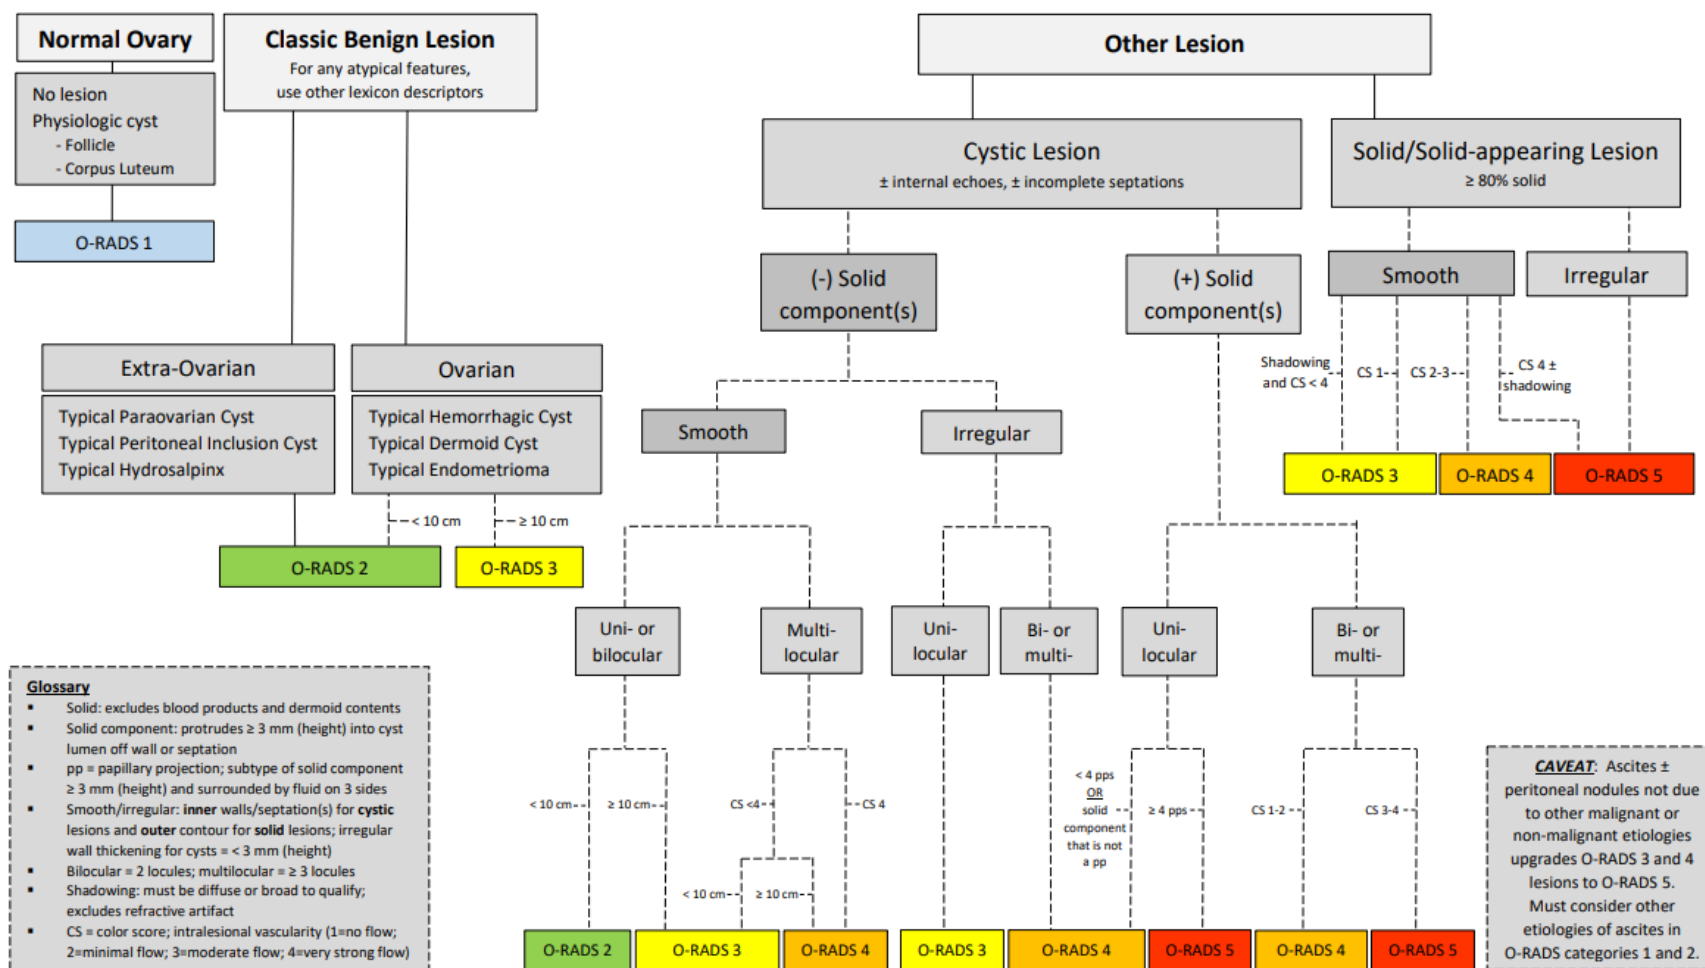 Normal Ovary
No lesion
Physiologic cyst
- Follicle
- Corpus Luteum
O-RADS 1
Classic Benign Lesion
For any atypical features,
use other lexicon descriptors
Extra-Ovarian
Typical Paraovarian Cyst
Typical Peritoneal Inclusion Cyst
Typical Hydrosalpinx
Ovarian
Typical Hemorrhagic Cyst
Typical Dermoid Cyst
Typical Endometrioma
< 10 cm
≥ 10 cm
O-RADS 2
O-RADS 3
Other Lesion
Cystic Lesion
± internal echoes, ± incomplete septations
Solid/Solid-appearing Lesion
≥ 80% solid
(-) Solid
component(s)
(+) Solid
component(s)
Smooth
Irregular
Shadowing
and CS < 4
CS 1
CS 2-3
CS 4 ±
shadowing
O-RADS 3
O-RADS 4
O-RADS 5
Smooth
Irregular
Uni- or
bilocular
Multi-
locular
Uni-
locular
Bi- or
multi-
Uni-
locular
Bi- or
multi-
< 10 cm
≥ 10 cm
CS <4
CS 4
< 10 cm
≥ 10 cm
< 4 pps
OR
solid
component
that is not
a pp
≥ 4 pps
CS 1-2
CS 3-4
O-RADS 2
O-RADS 3
O-RADS 4
O-RADS 3
O-RADS 4
O-RADS 5
O-RADS 4
O-RADS 5
Glossary
▪ Solid: excludes blood products and dermoid contents
▪ Solid component: protrudes ≥ 3 mm (height) into cyst
lumen off wall or septation
▪ pp = papillary projection; subtype of solid component
≥ 3 mm (height) and surrounded by fluid on 3 sides
▪ Smooth/irregular: inner walls/septation(s) for cystic
lesions and outer contour for solid lesions; irregular
wall thickening for cysts = < 3 mm (height)
▪ Bilocular = 2 locules; multilocular = ≥ 3 locules
▪ Shadowing: must be diffuse or broad to qualify;
excludes refractive artifact
▪ CS = color score; intralesional vascularity (1=no flow;
2=minimal flow; 3=moderate flow; 4=very strong flow)
CAVEAT: Ascites ±
peritoneal nodules not due
to other malignant or
non-malignant etiologies
upgrades O-RADS 3 and 4
lesions to O-RADS 5.
Must consider other
etiologies of ascites in
O-RADS categories 1 and 2.